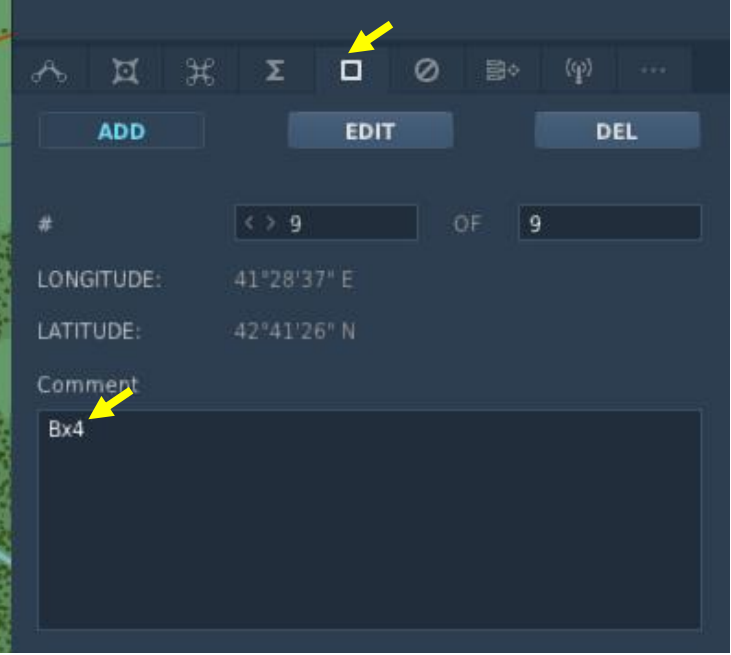 Σ
ADD EDIT DEL
# < > 9 OF 9
LONGITUDE: 41°28'37" E
LATITUDE: 42°41'26" N
Comment
Bx4